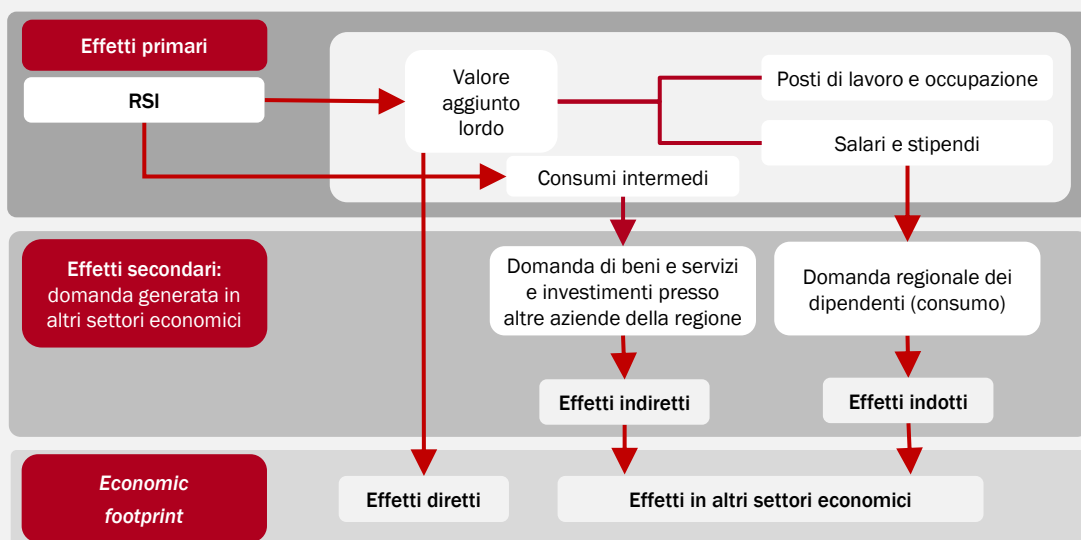 Effetti primari
RSI
Valore
aggiunto
lordo
Posti di lavoro e occupazione
Salari e stipendi
Consumi intermedi
Effetti secondari:
domanda generata in
altri settori economici
Domanda di beni e servizi
e investimenti presso
altre aziende della regione
Domanda regionale dei
dipendenti (consumo)
Effetti indiretti
Effetti indotti
Economic
footprint
Effetti diretti
Effetti in altri settori economici